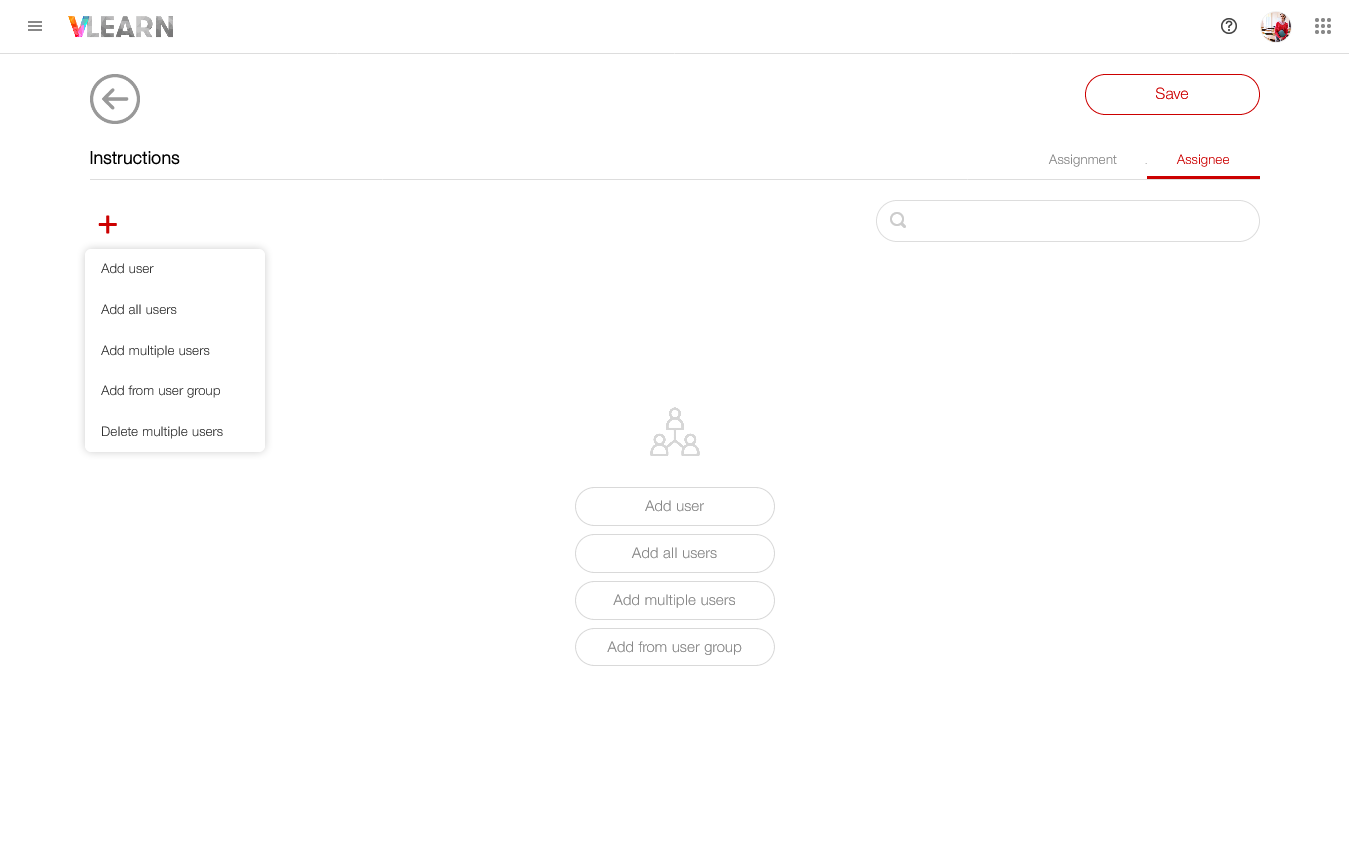 VLEARN
Save
Instructions
Assignment
Assignee
Add user
Add all users
Add multiple users
Add from user group
Delete multiple users
Add user
Add all users
Add multiple users
Add from user group